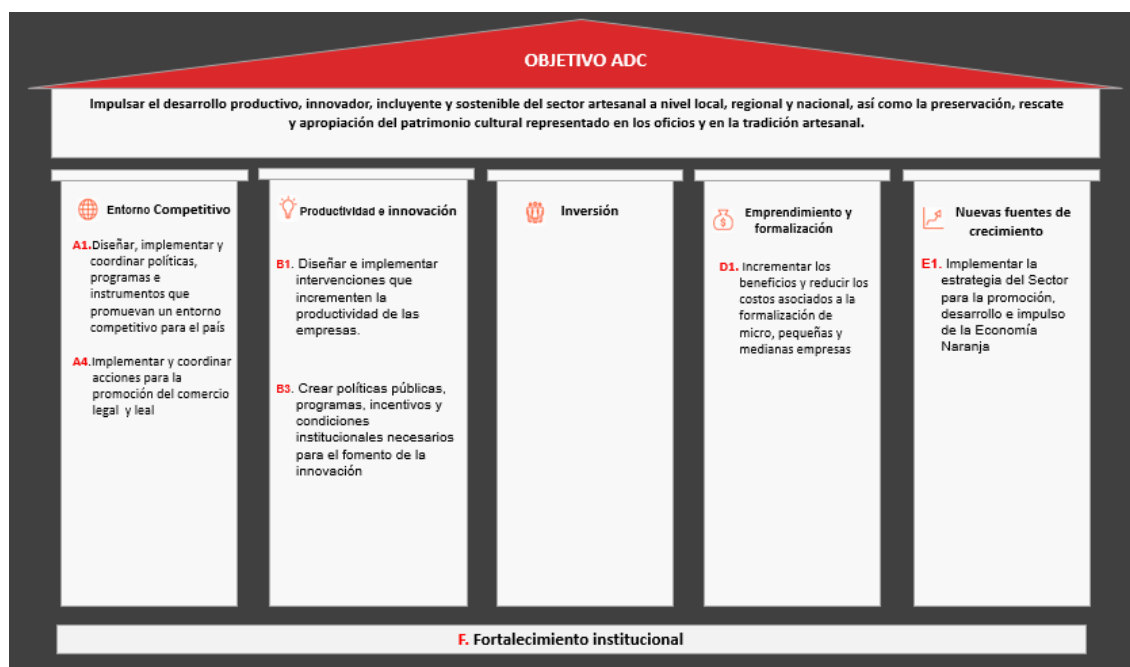 OBJETIVO ADC
Impulsar el desarrollo productivo, innovador, incluyente y sostenible del sector artesanal a nivel local, regional y nacional, así como la preservación, rescate
y apropiación del patrimonio cultural representado en los oficios y en la tradición artesanal.
Entorno Competitivo
A1.Diseñar, implementar y
coordinar políticas,
programas e
instrumentos que
promuevan un entorno
competitivo para el país
A4.Implementar y coordinar
acciones para la
promoción del comercio
legal y leal
Productividad e innovación
B1. Diseñar e implementar
intervenciones que
incrementen la
productividad de las
empresas.
B3. Crear políticas públicas,
programas, incentivos y
condiciones
institucionales necesarios
para el fomento de la
innovación
Inversión
Emprendimiento y
formalización
D1. Incrementar los
beneficios y reducir los
costos asociados a la
formalización de
micro, pequeñas y
medianas empresas
Nuevas fuentes de
crecimiento
E1. Implementar la
estrategia del Sector
para la promoción,
desarrollo e impulso
de la Economía
Naranja
F. Fortalecimiento institucional